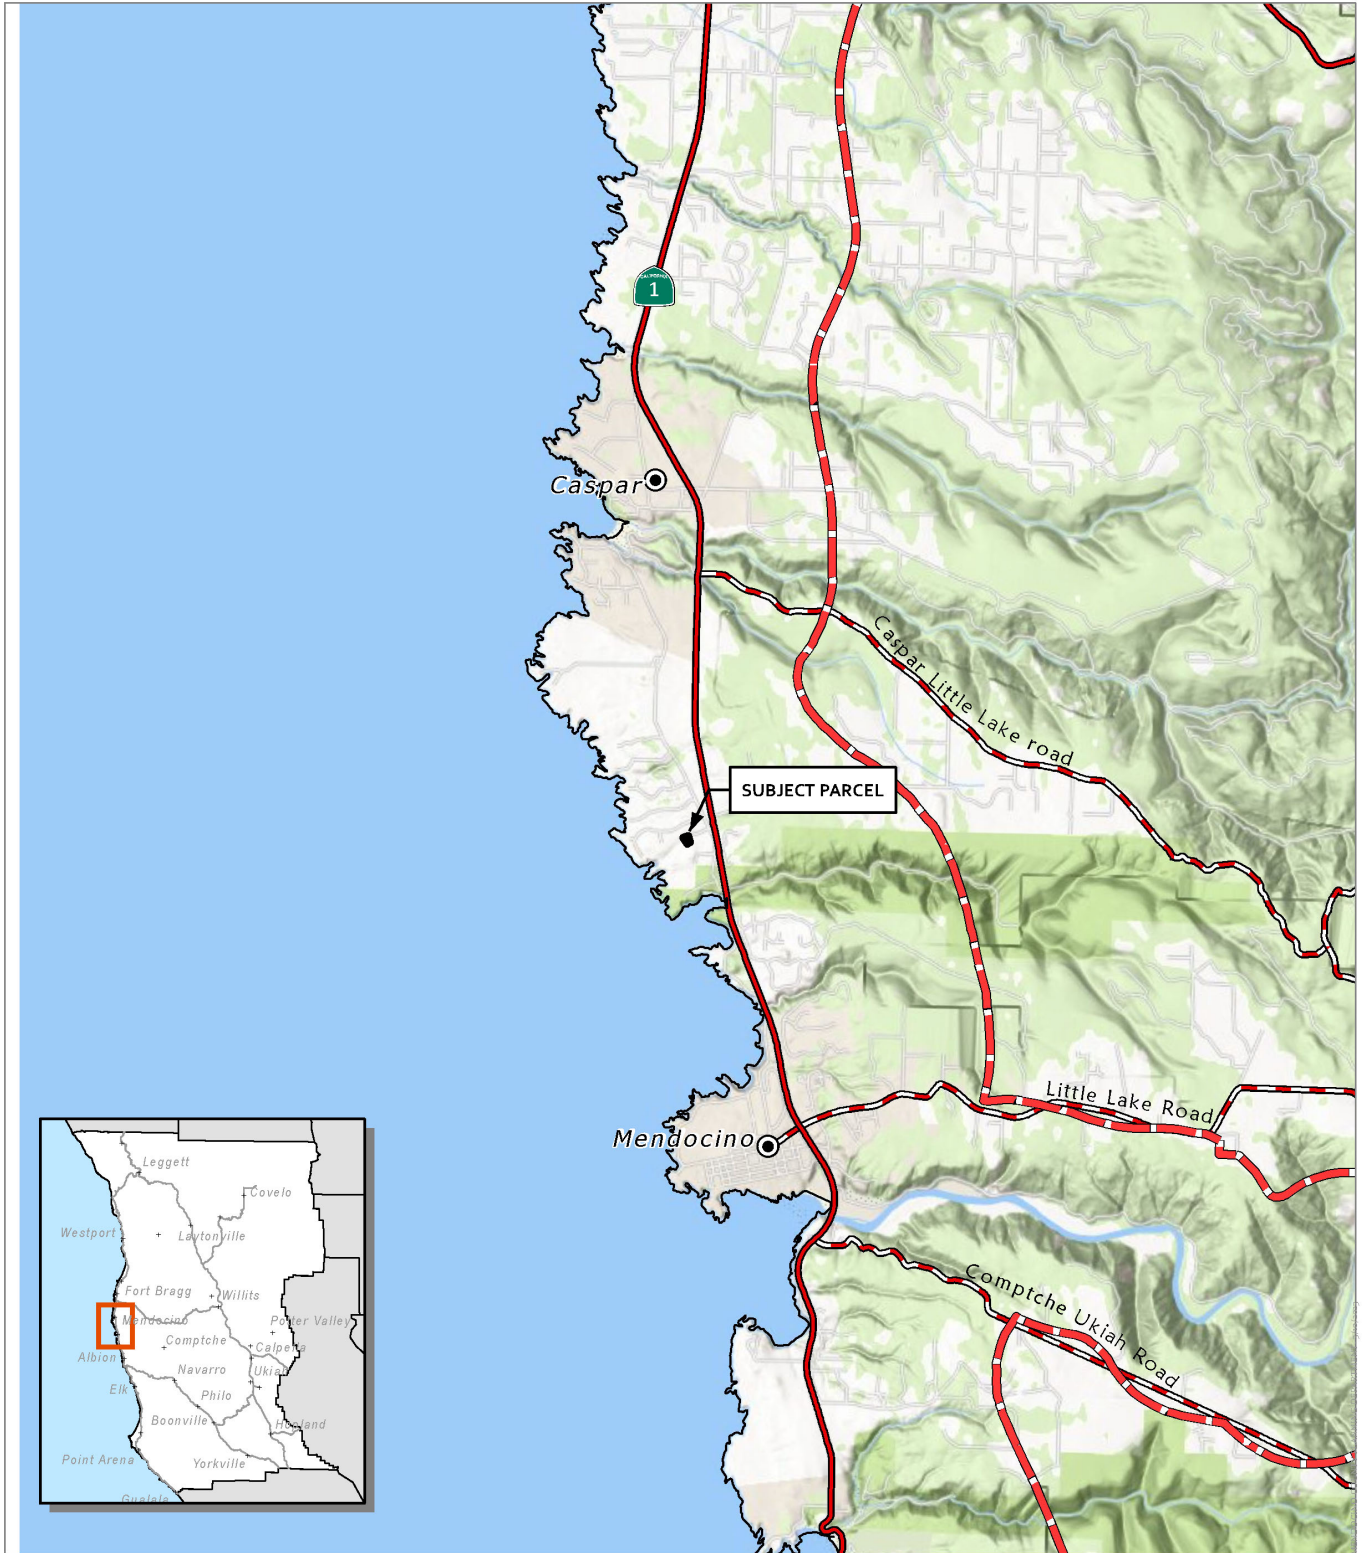 CALIFORNIA
1
Caspar
Caspar Little Lake road
SUBJECT PARCEL
Little Lake Road
Mendocino
Comptche Ukiah Road
Leggett
Covelo
Westport
Laytonville
Fort Bragg
Willits
Mendocino
Potter Valley
Comptche
Calpella
Albion
Navarro
Ukiah
Elk
Philo
Boonville
Hopland
Point Arena
Yorkville
Gualala